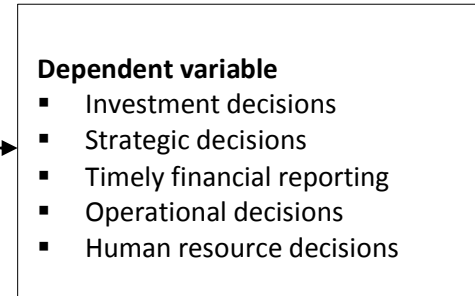 Dependent variable
▪ Investment decisions
▪ Strategic decisions
▪ Timely financial reporting
▪ Operational decisions
▪ Human resource decisions